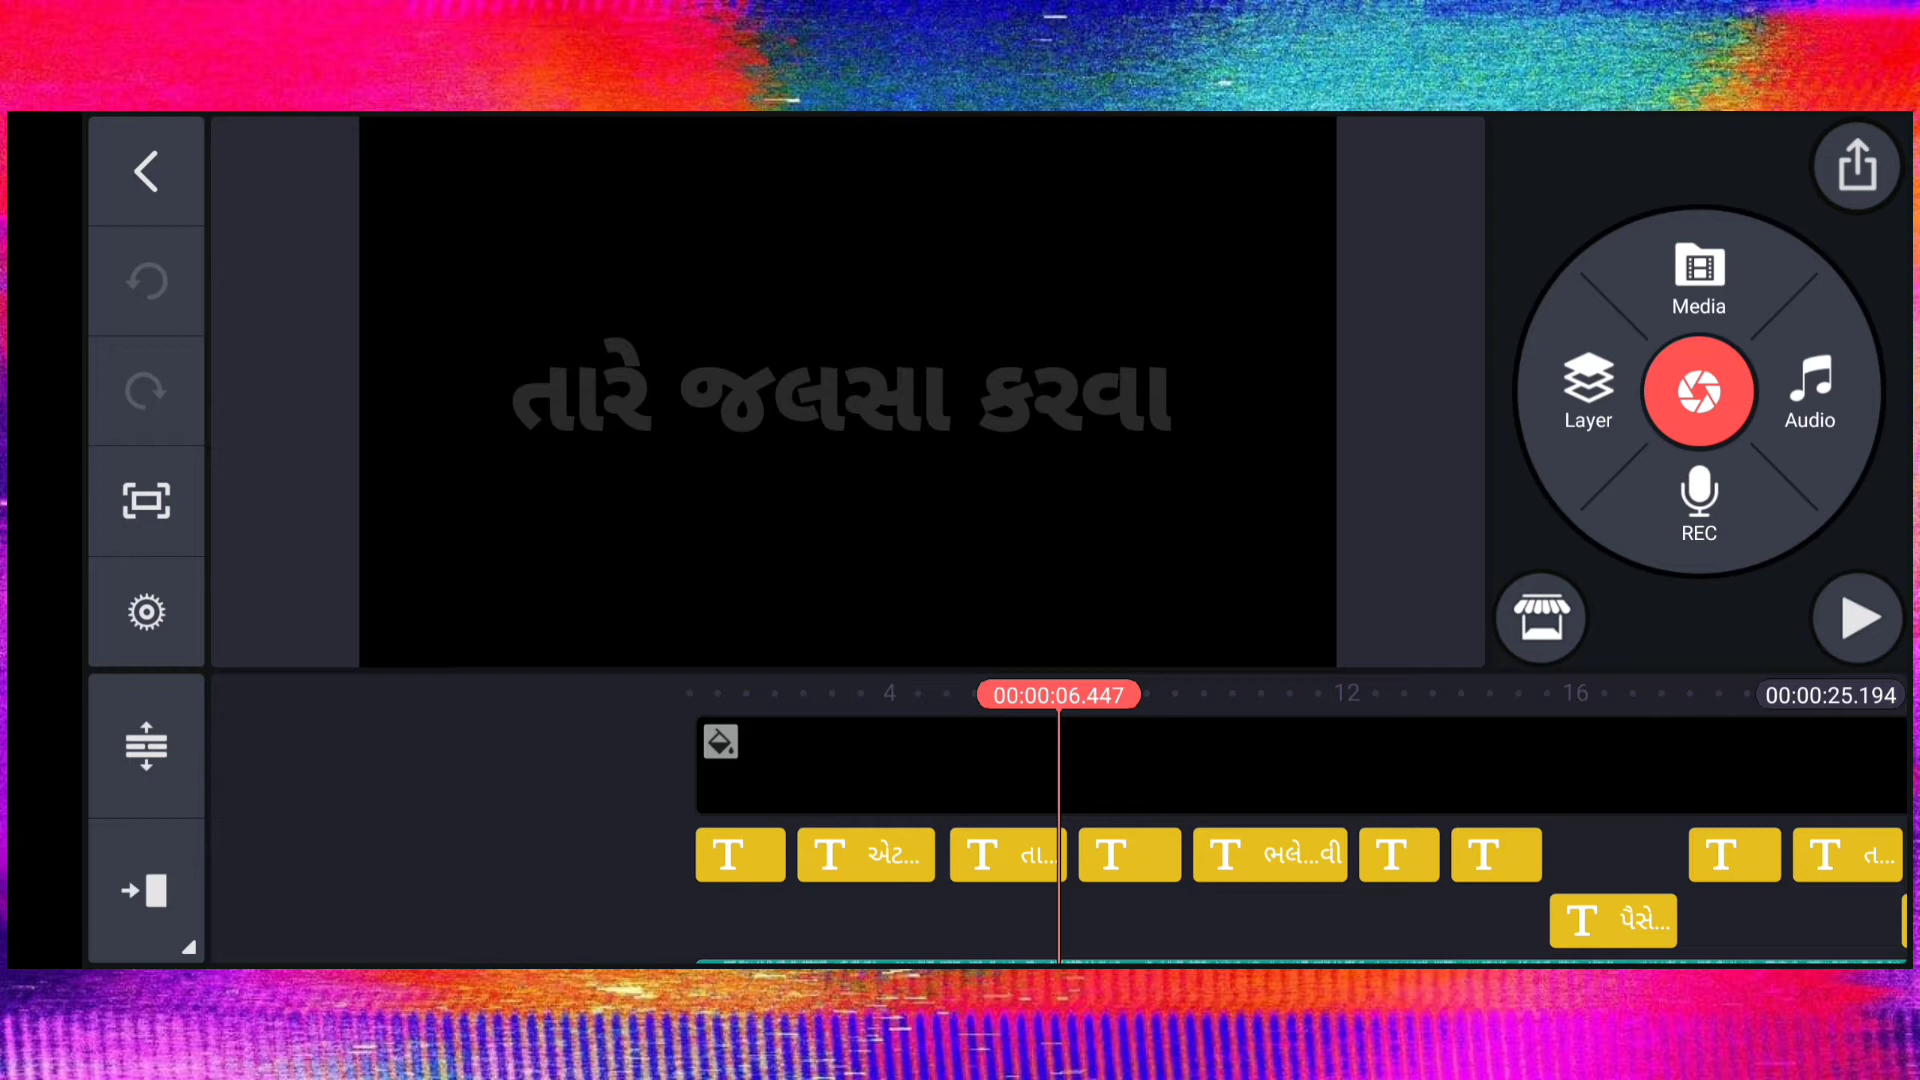 તારે જલસા કરવા
Media
Layer
Audio
REC
4
00:00:06.447
12
16
00:00:25.194
T
T એટ...
T તા...
T
T ભલે...વી
T
T
T
T ત...
T પૈસે...